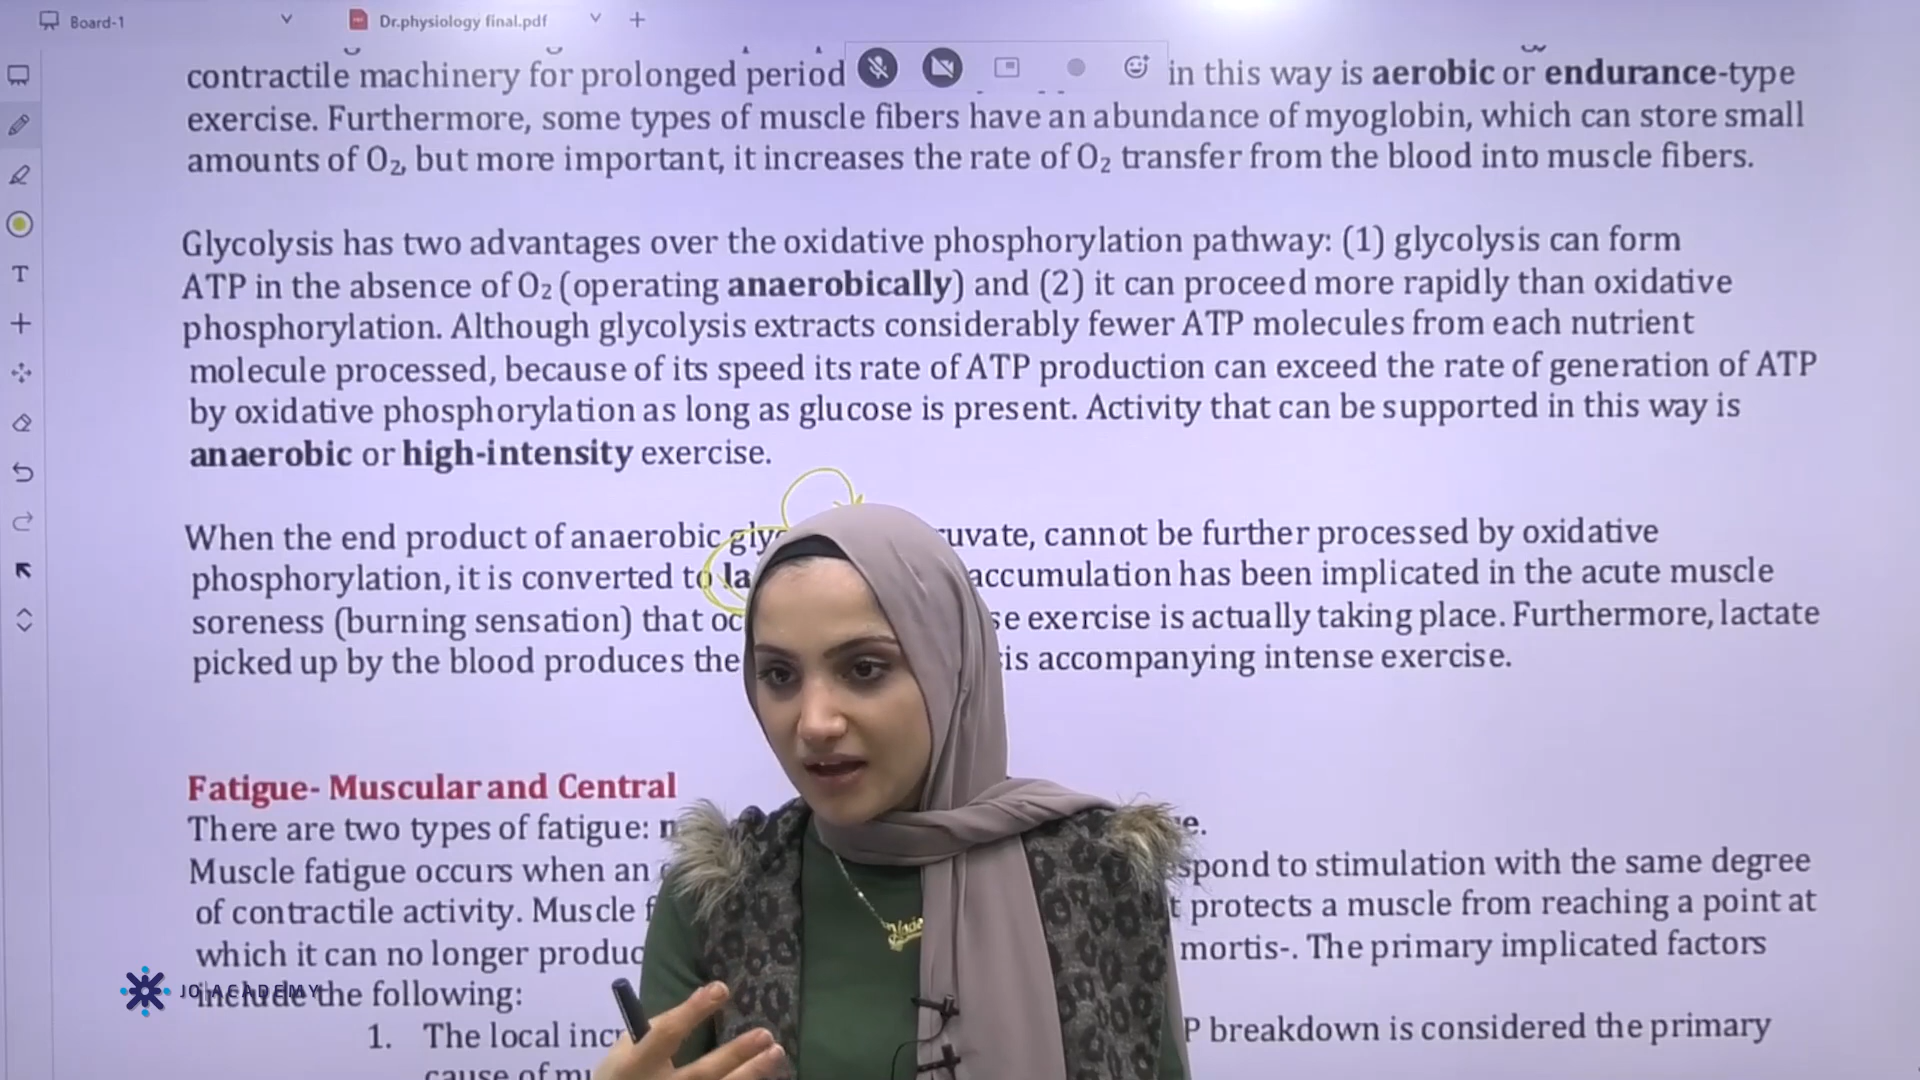 Board-1
Dr.physiology final.pdf
contractile machinery for prolonged period in this way is aerobic or endurance-type
exercise. Furthermore, some types of muscle fibers have an abundance of myoglobin, which can store small
amounts of O₂, but more important, it increases the rate of O₂ transfer from the blood into muscle fibers.
Glycolysis has two advantages over the oxidative phosphorylation pathway: (1) glycolysis can form
ATP in the absence of O₂ (operating anaerobically) and (2) it can proceed more rapidly than oxidative
phosphorylation. Although glycolysis extracts considerably fewer ATP molecules from each nutrient
molecule processed, because of its speed its rate of ATP production can exceed the rate of generation of ATP
by oxidative phosphorylation as long as glucose is present. Activity that can be supported in this way is
anaerobic or high-intensity exercise.
When the end product of anaerobic gly uvate, cannot be further processed by oxidative
phosphorylation, it is converted to la accumulation has been implicated in the acute muscle
soreness (burning sensation) that oc se exercise is actually taking place. Furthermore, lactate
picked up by the blood produces the is accompanying intense exercise.
Fatigue- Muscular and Central
There are two types of fatigue: e.
Muscle fatigue occurs when an spond to stimulation with the same degree
of contractile activity. Muscle f t protects a muscle from reaching a point at
which it can no longer produc mortis-. The primary implicated factors
include the following:
JO ACADEMY
1. The local inc P breakdown is considered the primary
cause of mu